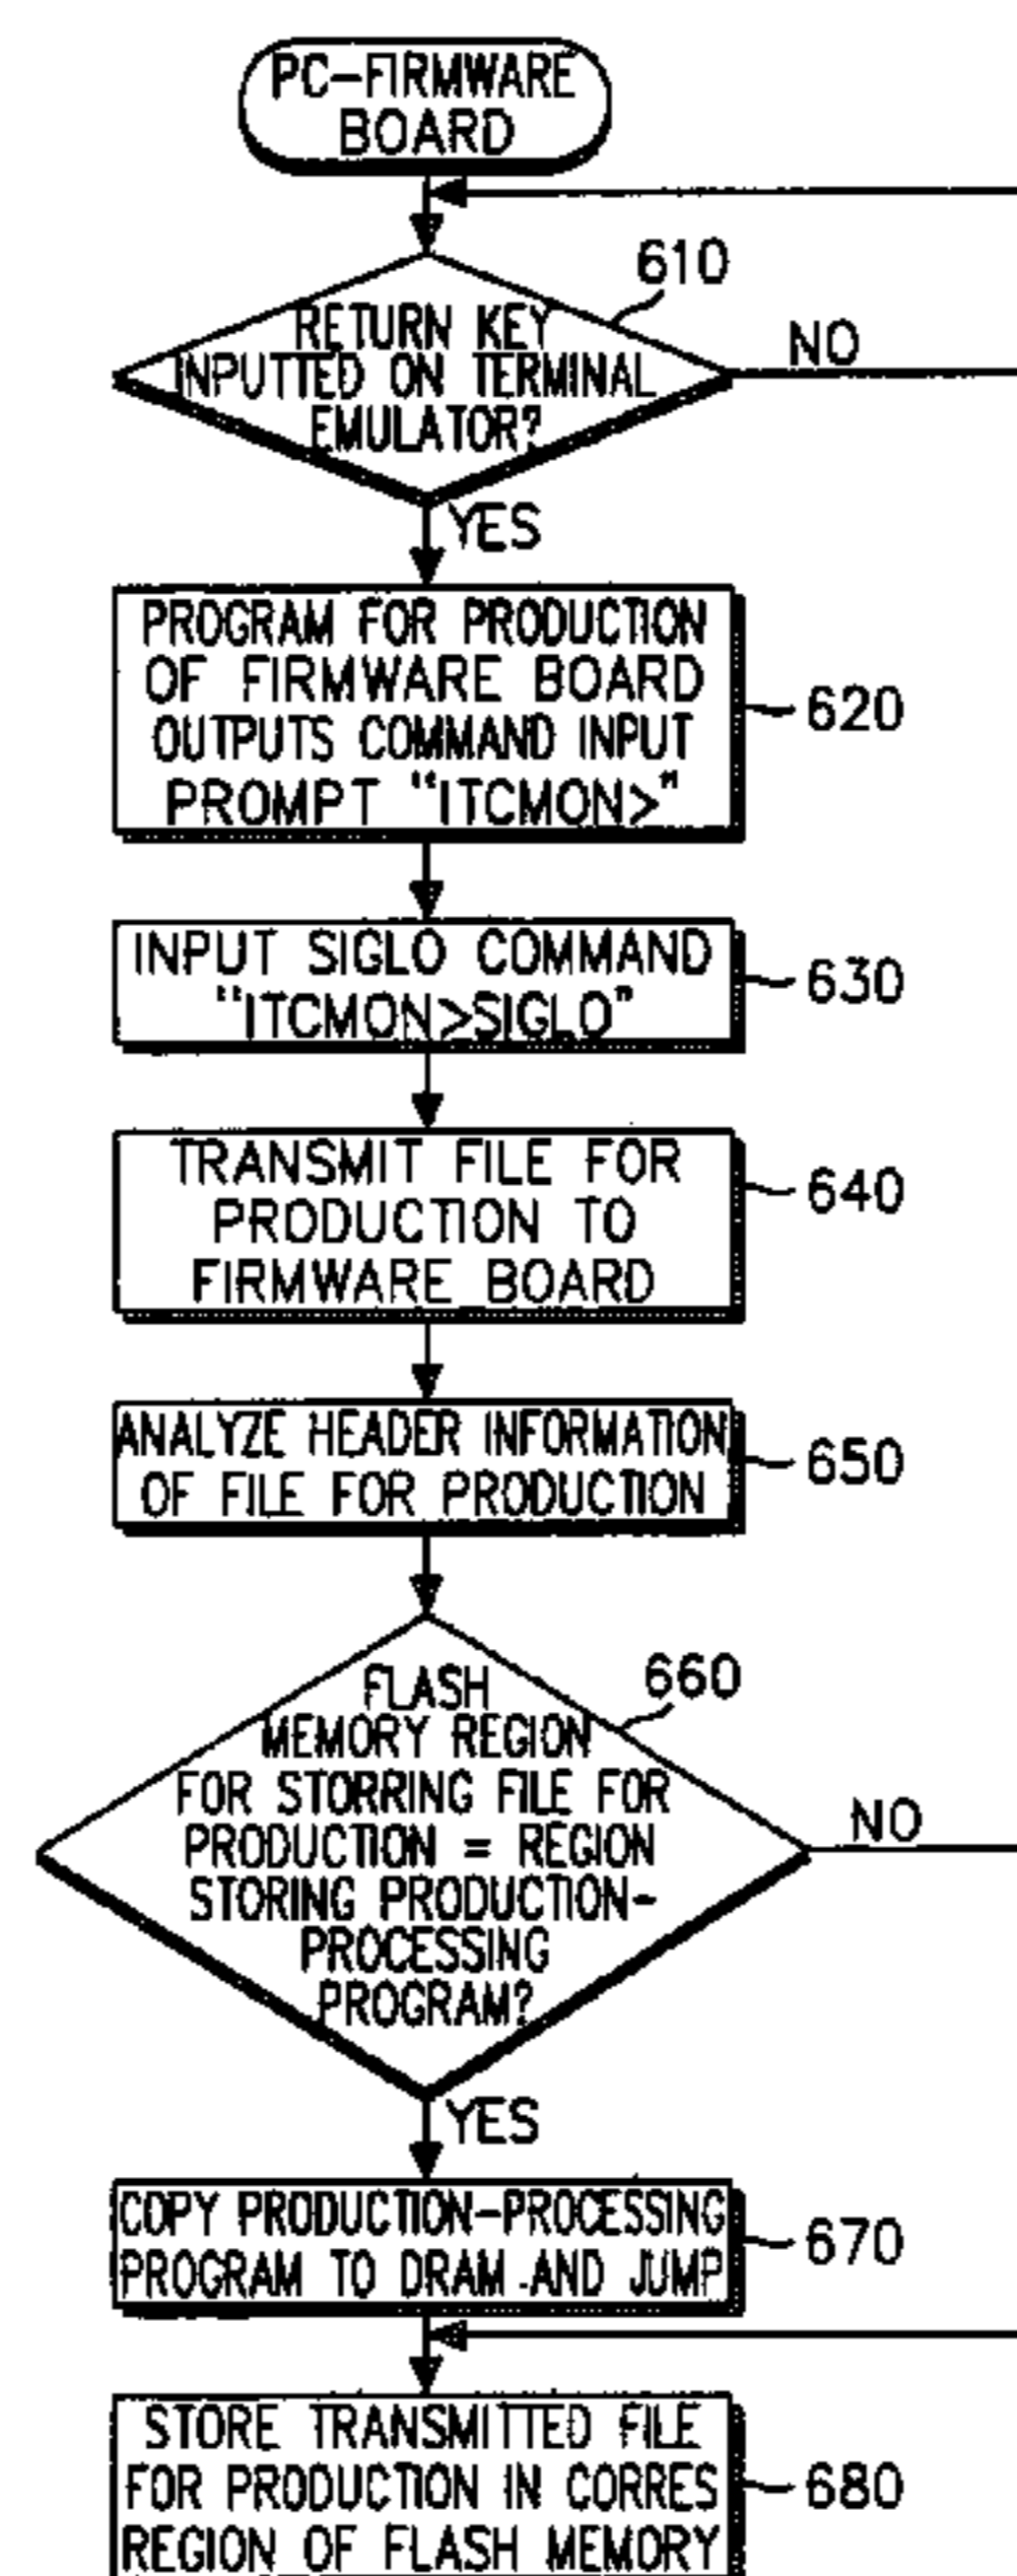 PC-FIRMWARE
BOARD
610
RETURN KEY
INPUTTED ON TERMINAL
EMULATOR?
NO
YES
PROGRAM FOR PRODUCTION
OF FIRMWARE BOARD
OUTPUTS COMMAND INPUT
PROMPT "ITCMON>"
620
INPUT SIGLO COMMAND
"ITCMON>SIGLO"
630
TRANSMIT FILE FOR
PRODUCTION TO
FIRMWARE BOARD
640
ANALYZE HEADER INFORMATION
OF FILE FOR PRODUCTION
650
660
FLASH
MEMORY REGION
FOR STORRING FILE FOR
PRODUCTION = REGION
STORING PRODUCTION-
PROCESSING
PROGRAM?
NO
YES
COPY PRODUCTION-PROCESSING
PROGRAM TO DRAM AND JUMP
670
STORE TRANSMITTED FILE
FOR PRODUCTION IN CORRES
REGION OF FLASH MEMORY
680